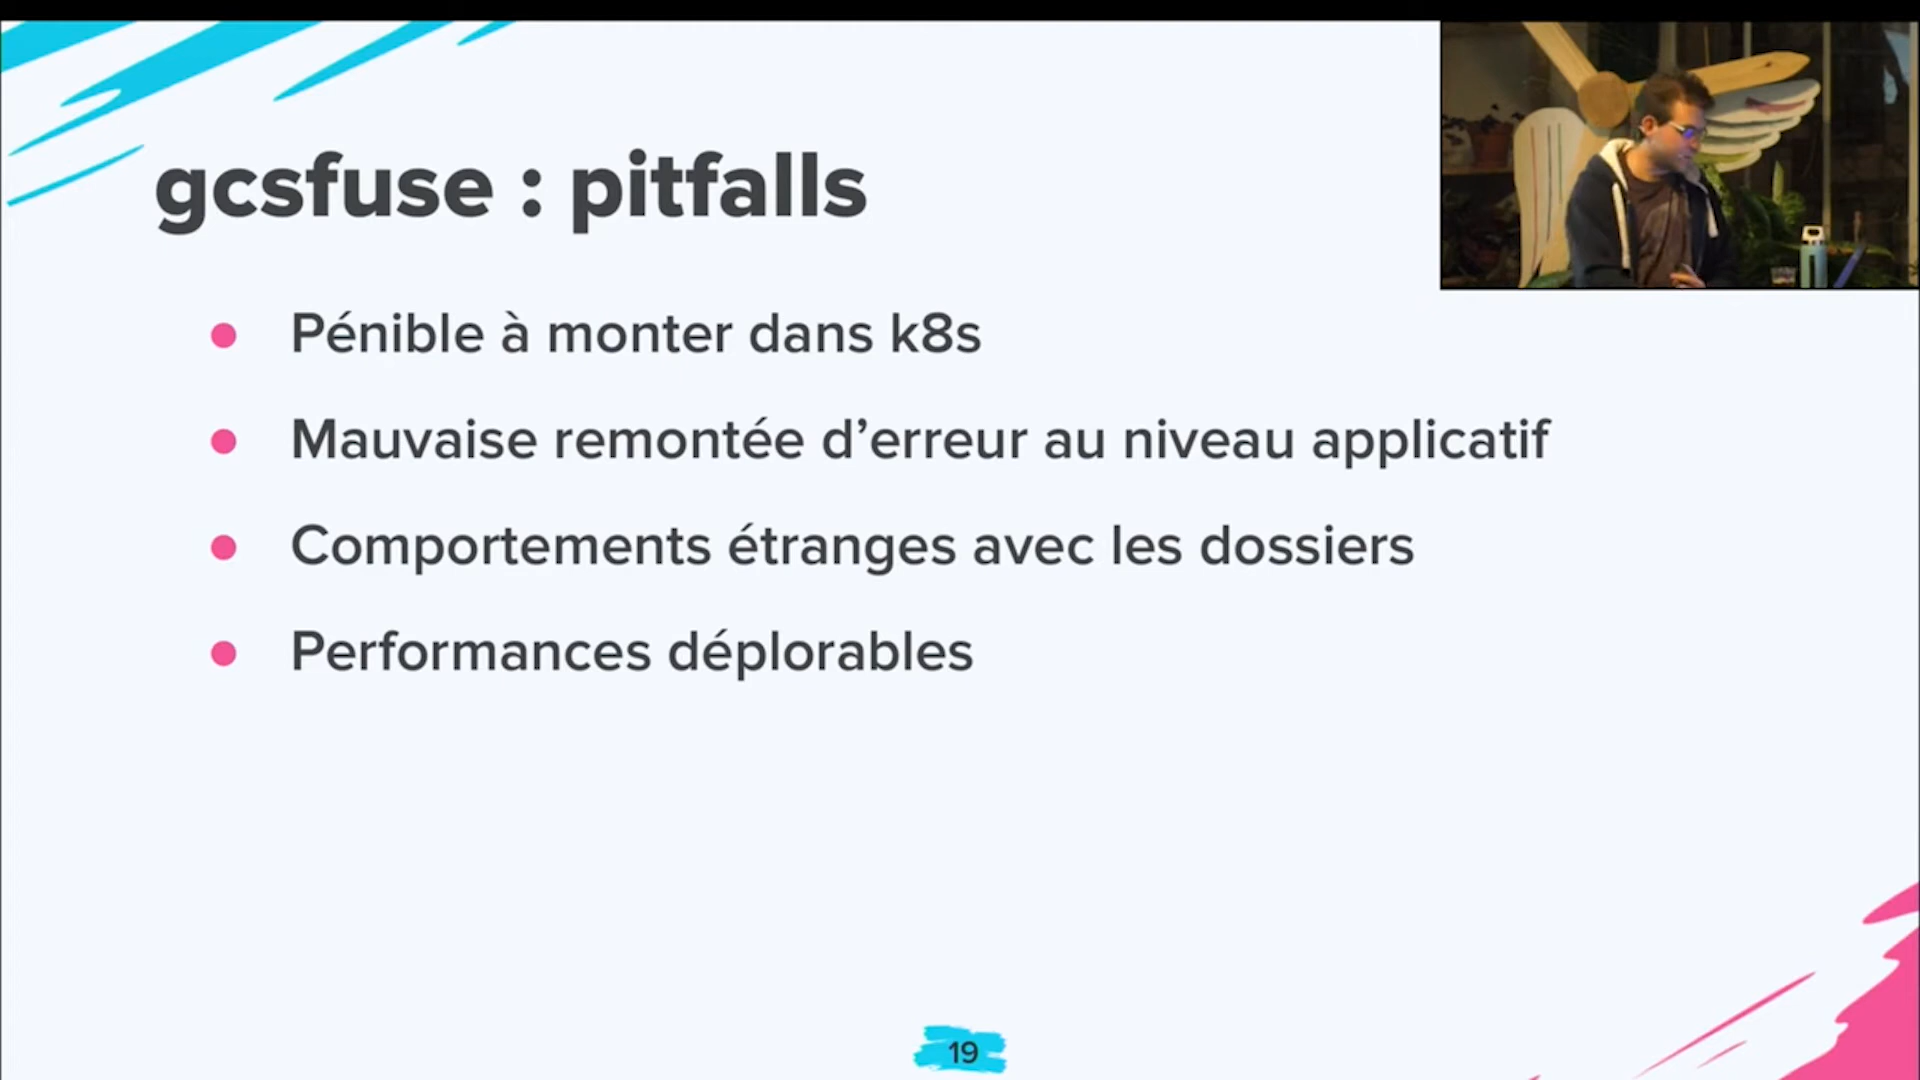 gcsfuse : pitfalls
● Pénible à monter dans k8s
● Mauvaise remontée d’erreur au niveau applicatif
● Comportements étranges avec les dossiers
● Performances déplorables
19